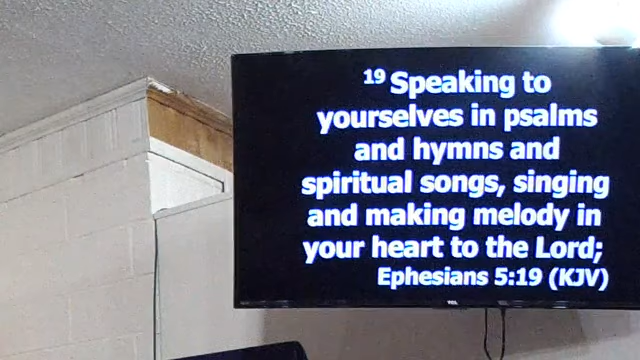 19 Speaking to
yourselves in psalms
and hymns and
spiritual songs, singing
and making melody in
your heart to the Lord;
Ephesians 5:19 (KJV)
TCL